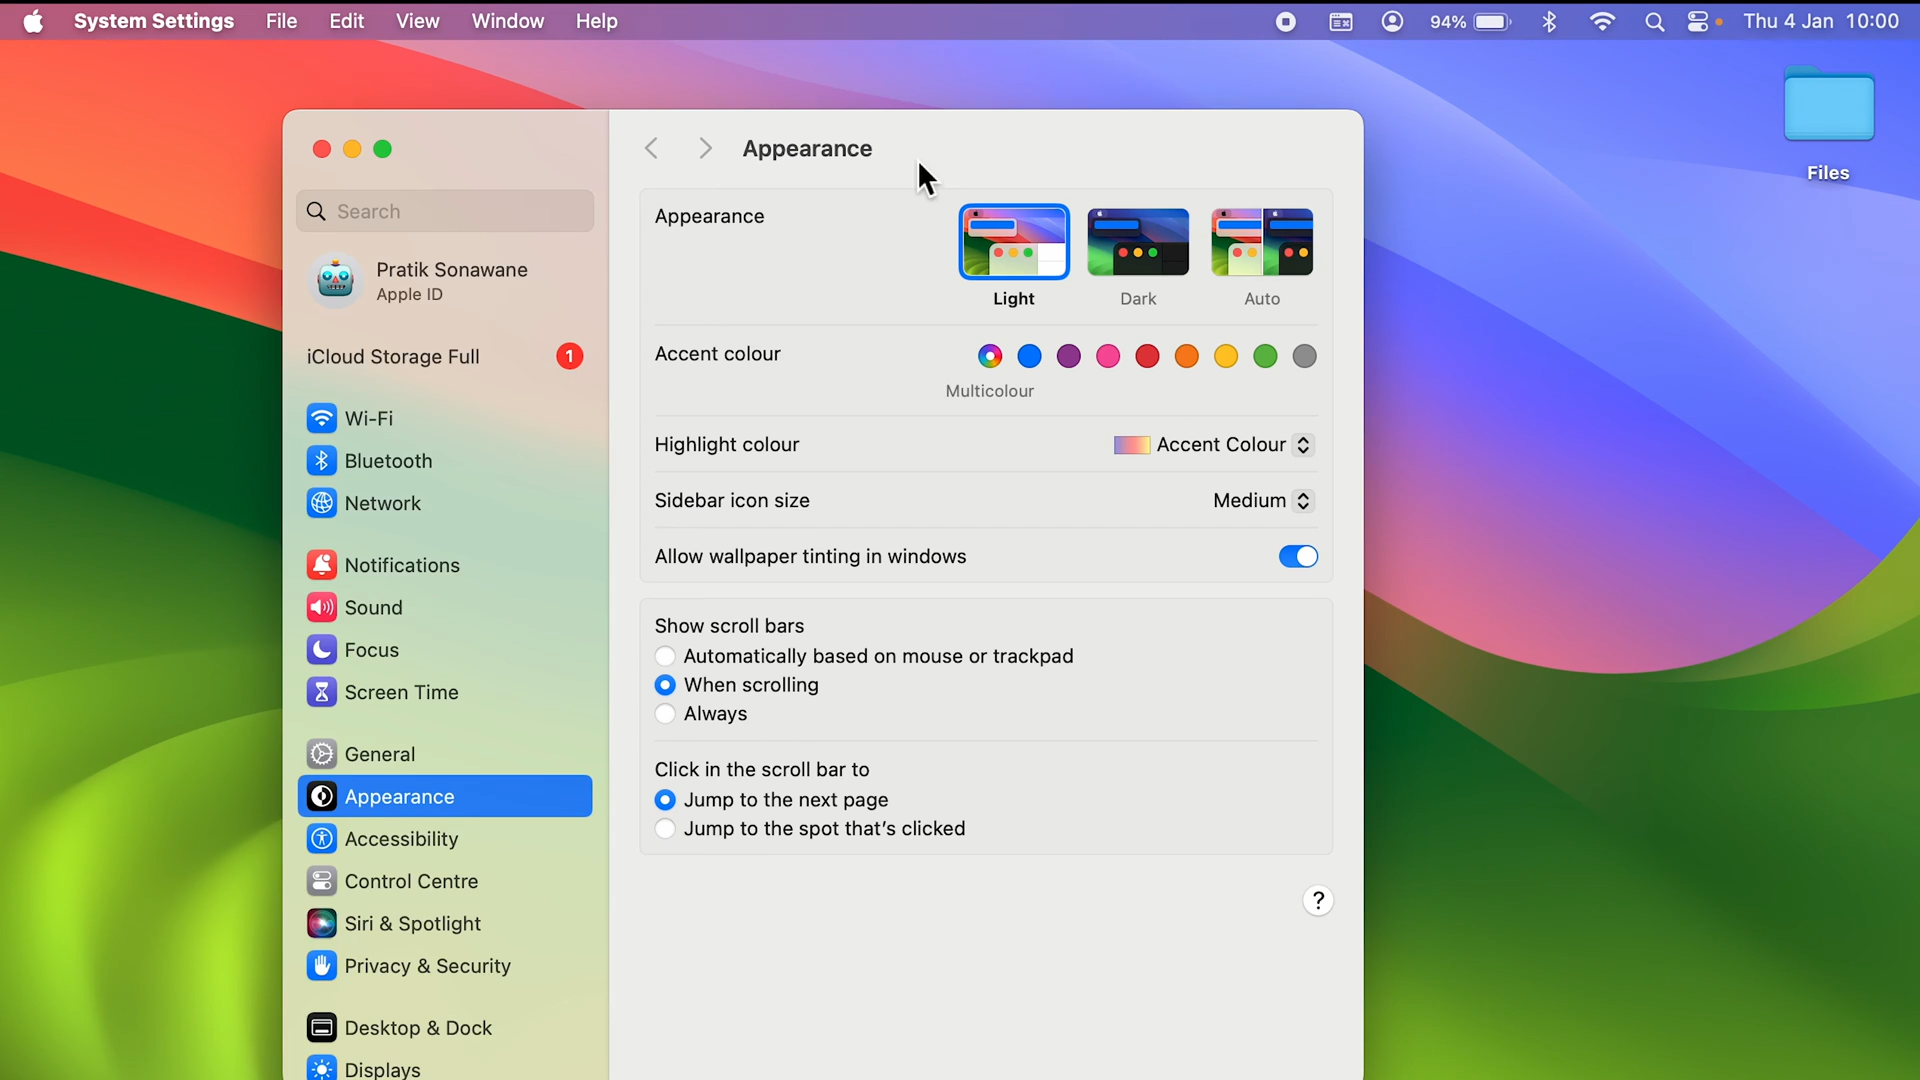 System Settings File Edit View Window Help 94% Thu 4 Jan 10:00
Files
Search
Pratik Sonawane
Apple ID
iCloud Storage Full 1
Wi-Fi
Bluetooth
Network
Notifications
Sound
Focus
Screen Time
General
Appearance
Accessibility
Control Centre
Siri & Spotlight
Privacy & Security
Desktop & Dock
Displays
Appearance
Appearance
Light Dark Auto
Accent colour
Multicolour
Highlight colour Accent Colour
Sidebar icon size Medium
Allow wallpaper tinting in windows
Show scroll bars
Automatically based on mouse or trackpad
When scrolling
Always
Click in the scroll bar to
Jump to the next page
Jump to the spot that's clicked
?